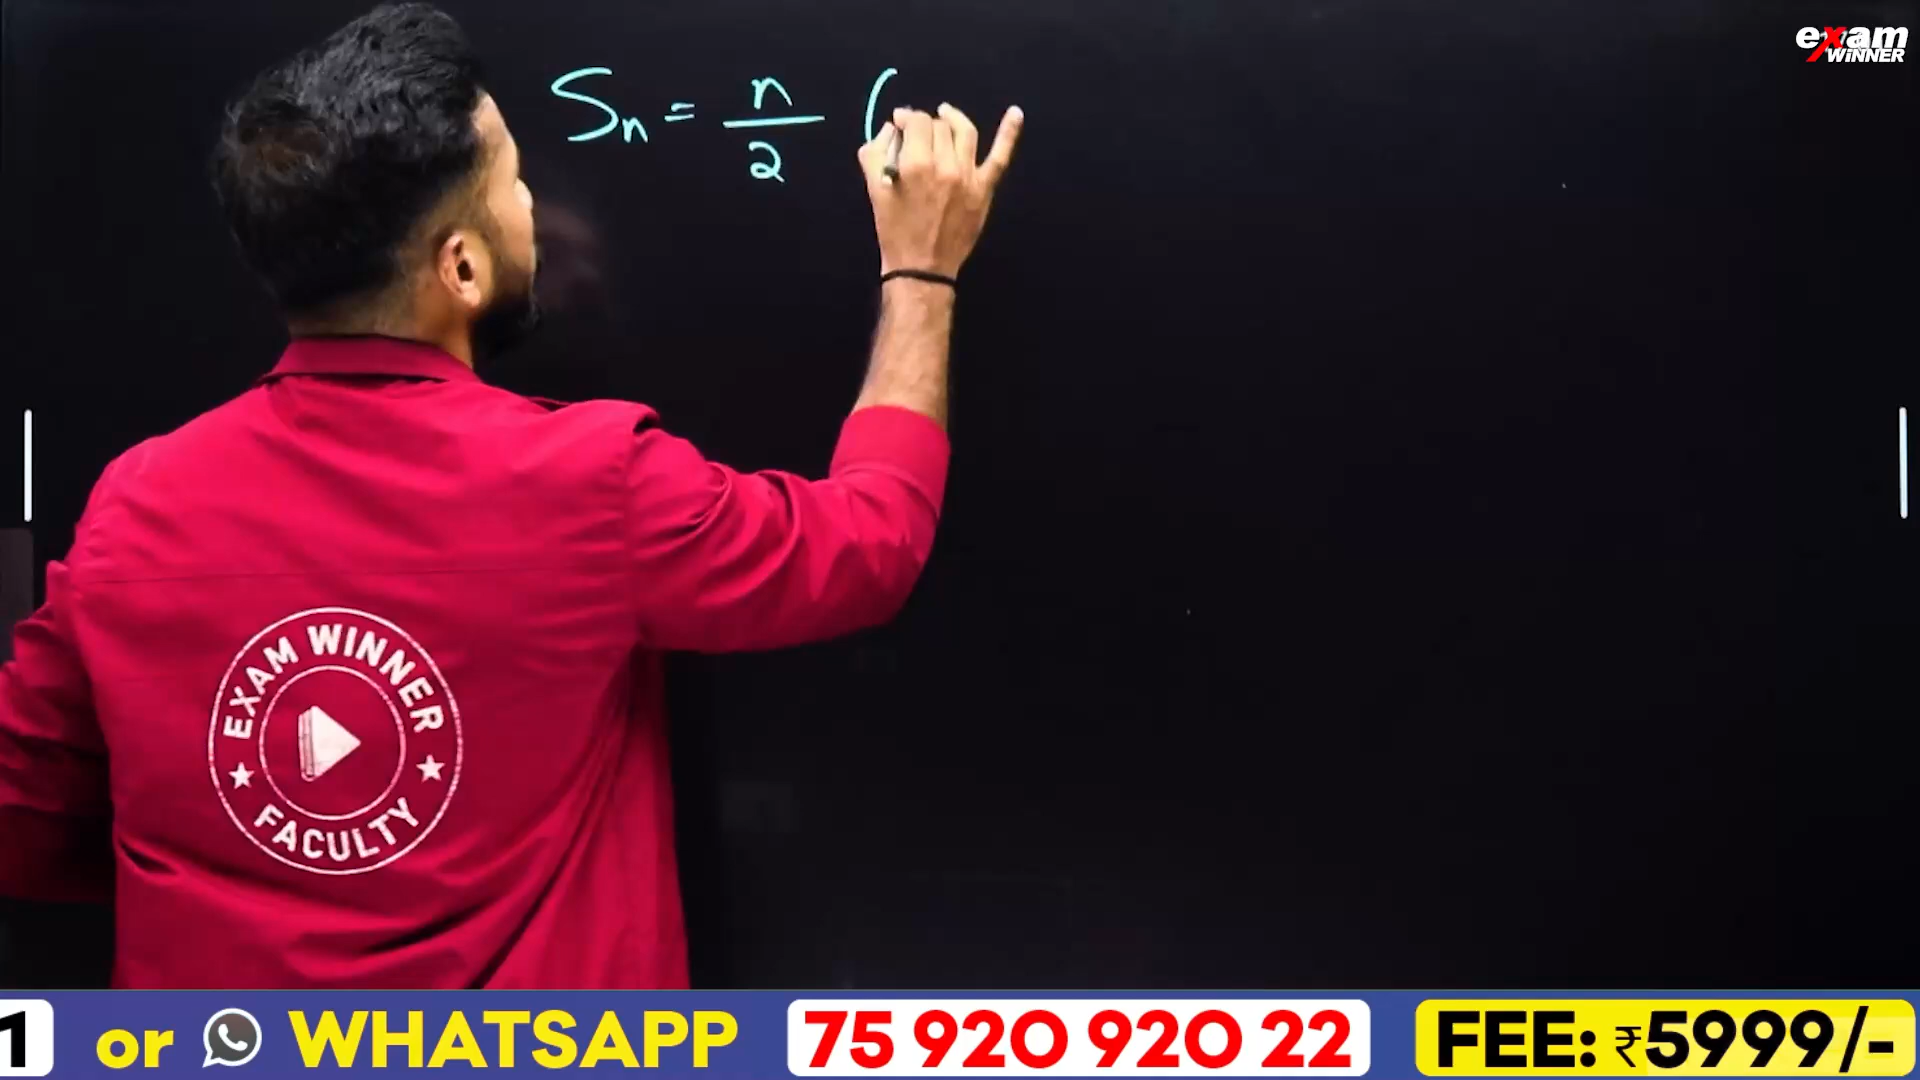 exam
WiNNER
Sn = n/2 (
EXAM WINNER
FACULTY
1 or WHATSAPP 75 920 920 22 FEE: ₹5999/-